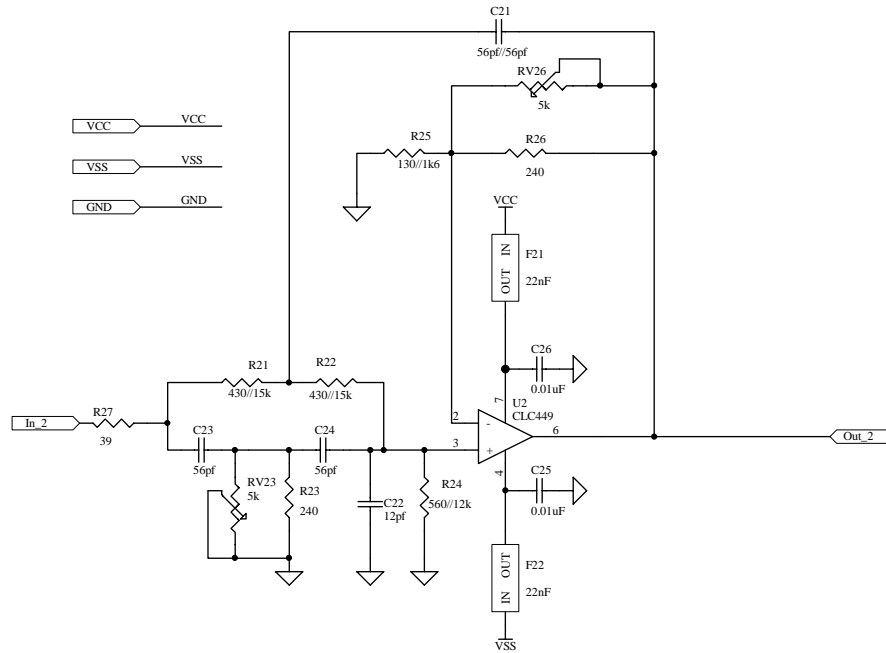 C21
56pf//56pf
RV26
5k
VCC
VCC
R25
130//1k6
R26
240
VSS
VSS
GND
GND
VCC
IN
OUT
F21
22nF
C26
0.01uF
R21
430//15k
R22
430//15k
7
U2
CLC449
2
-
In_2
R27
39
C23
56pf
C24
56pf
3
+
6
Out_2
4
RV23
5k
R23
240
C22
12pf
R24
560//12k
C25
0.01uF
OUT
IN
F22
22nF
VSS